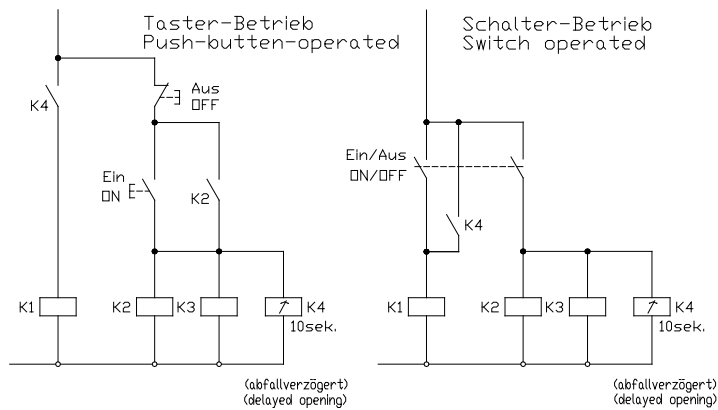 Taster-Betrieb
Push-butten-operated
K4
Aus
OFF
Ein
ON
K2
K1
K2
K3
K4
10sek.
(abfallverzögert)
(delayed opening)
Schalter-Betrieb
Switch operated
Ein/Aus
ON/OFF
K4
K1
K2
K3
K4
10sek.
(abfallverzögert)
(delayed opening)